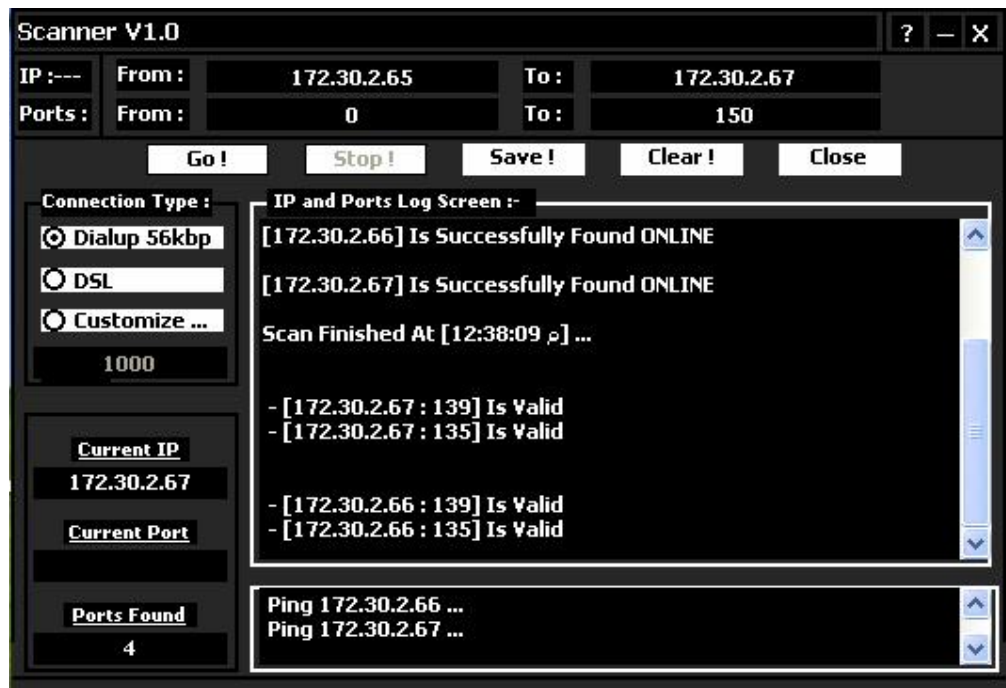 Scanner V1.0 ? – X
IP :--- From : 172.30.2.65 To : 172.30.2.67
Ports : From : 0 To : 150
Go ! Stop ! Save ! Clear ! Close
Connection Type :
Dialup 56kbp
DSL
Customize ...
1000
Current IP
172.30.2.67
Current Port
Ports Found
4
IP and Ports Log Screen :-
[172.30.2.66] Is Successfully Found ONLINE
[172.30.2.67] Is Successfully Found ONLINE
Scan Finished At [12:38:09 م] ...
- [172.30.2.67 : 139] Is Valid
- [172.30.2.67 : 135] Is Valid
- [172.30.2.66 : 139] Is Valid
- [172.30.2.66 : 135] Is Valid
Ping 172.30.2.66 ...
Ping 172.30.2.67 ...